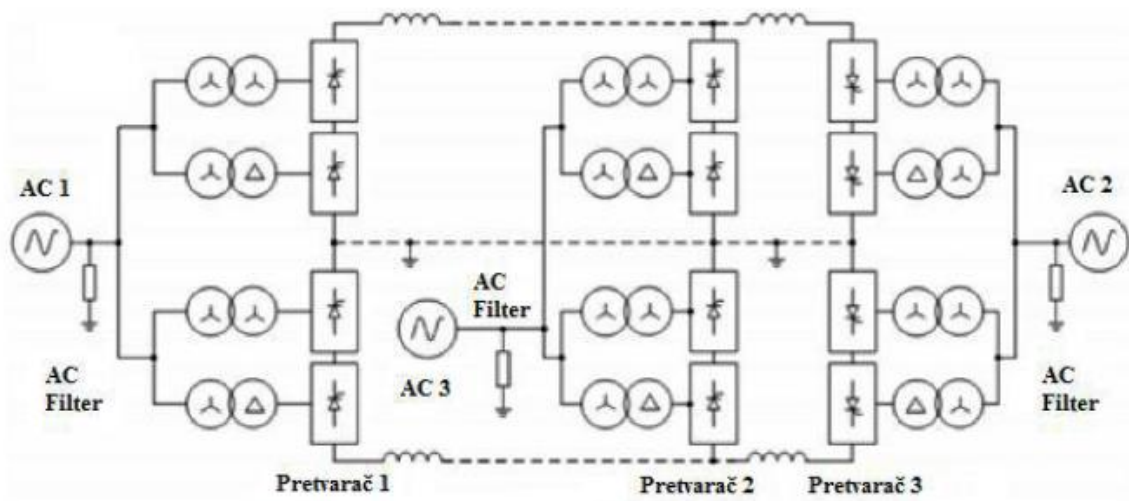 AC 1
AC 2
AC
Filter
AC 3
AC
Filter
AC
Filter
Pretvarač 1
Pretvarač 2
Pretvarač 3